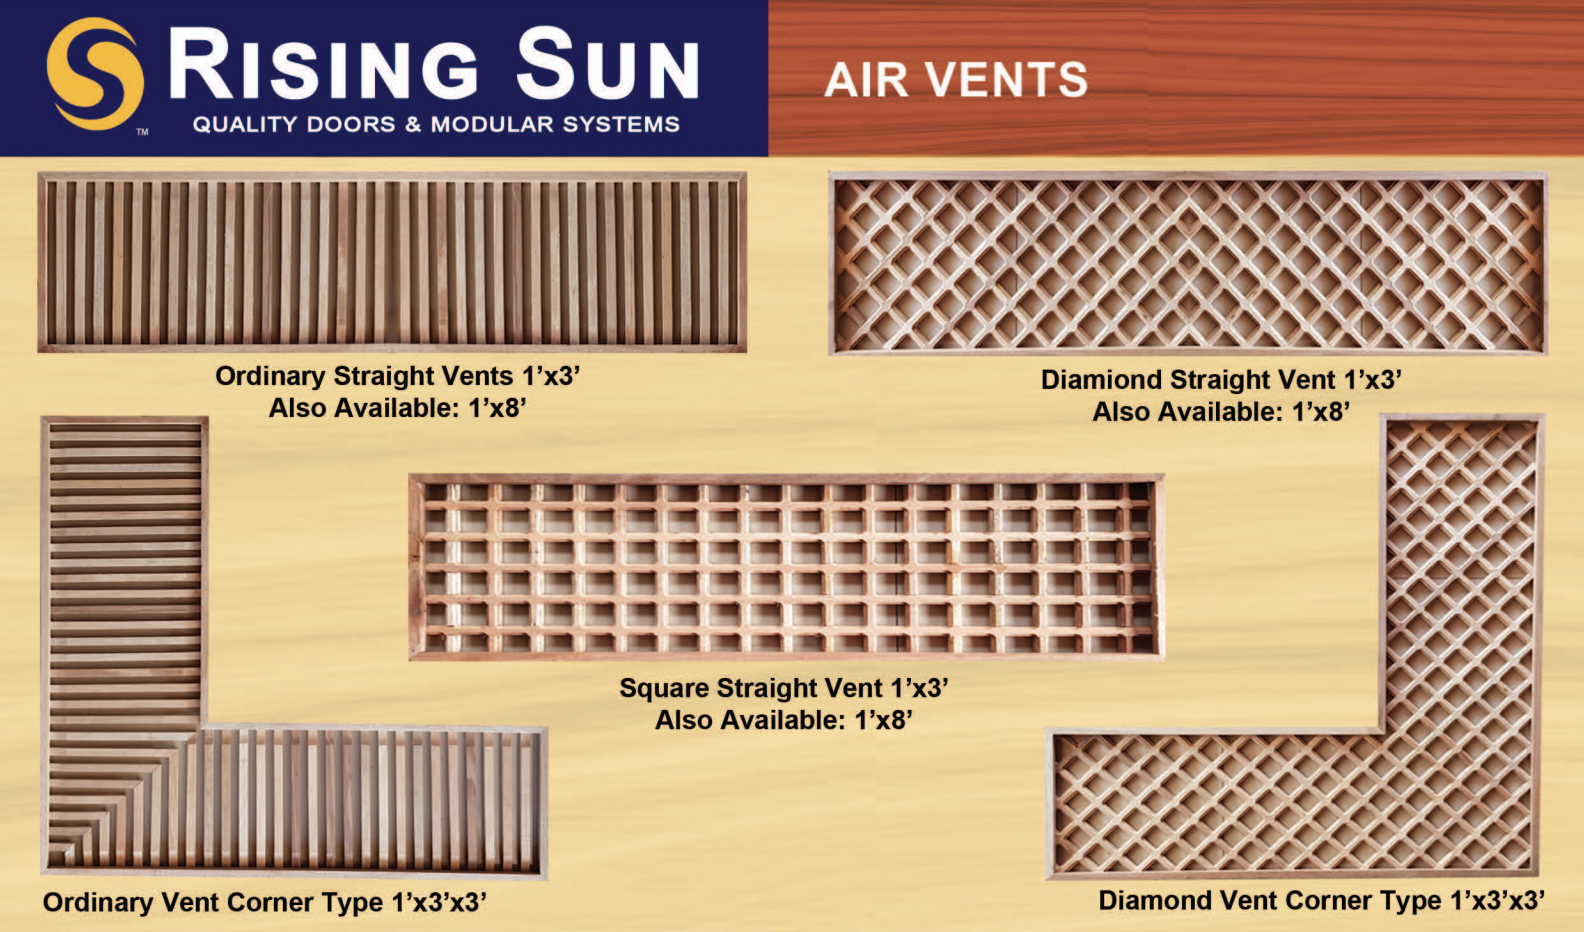 RISING SUN
TM
QUALITY DOORS & MODULAR SYSTEMS
AIR VENTS
Ordinary Straight Vents 1’x3’
Also Available: 1’x8’
Diamiond Straight Vent 1’x3’
Also Available: 1’x8’
Square Straight Vent 1’x3’
Also Available: 1’x8’
Ordinary Vent Corner Type 1’x3’x3’
Diamond Vent Corner Type 1’x3’x3’